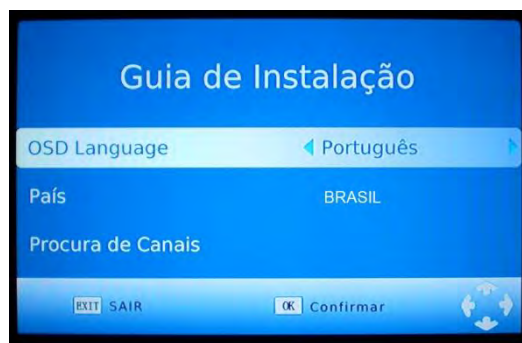 Guia de Instalação
OSD Language Português
País BRASIL
Procura de Canais
EXIT SAIR OK Confirmar